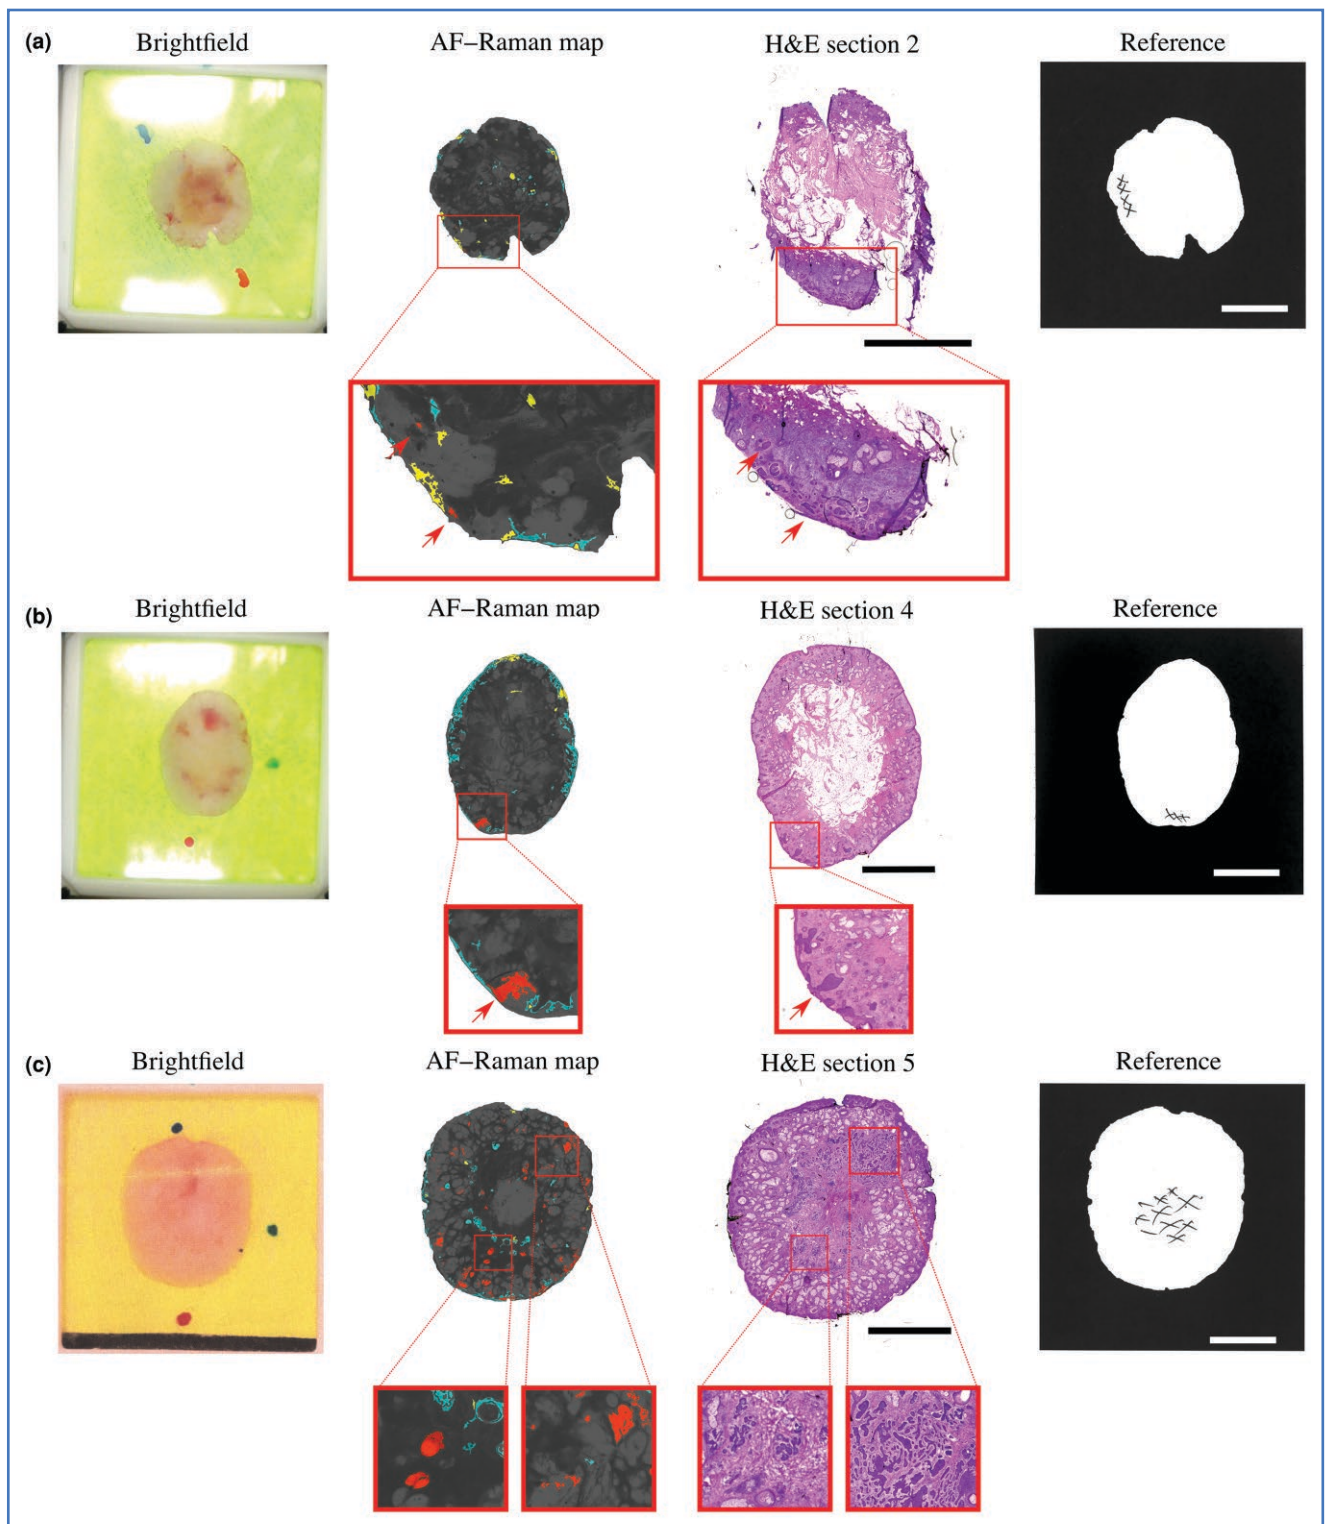 (a) Brightfield AF–Raman map H&E section 2 Reference
(b) Brightfield AF–Raman map H&E section 4 Reference
(c) Brightfield AF–Raman map H&E section 5 Reference